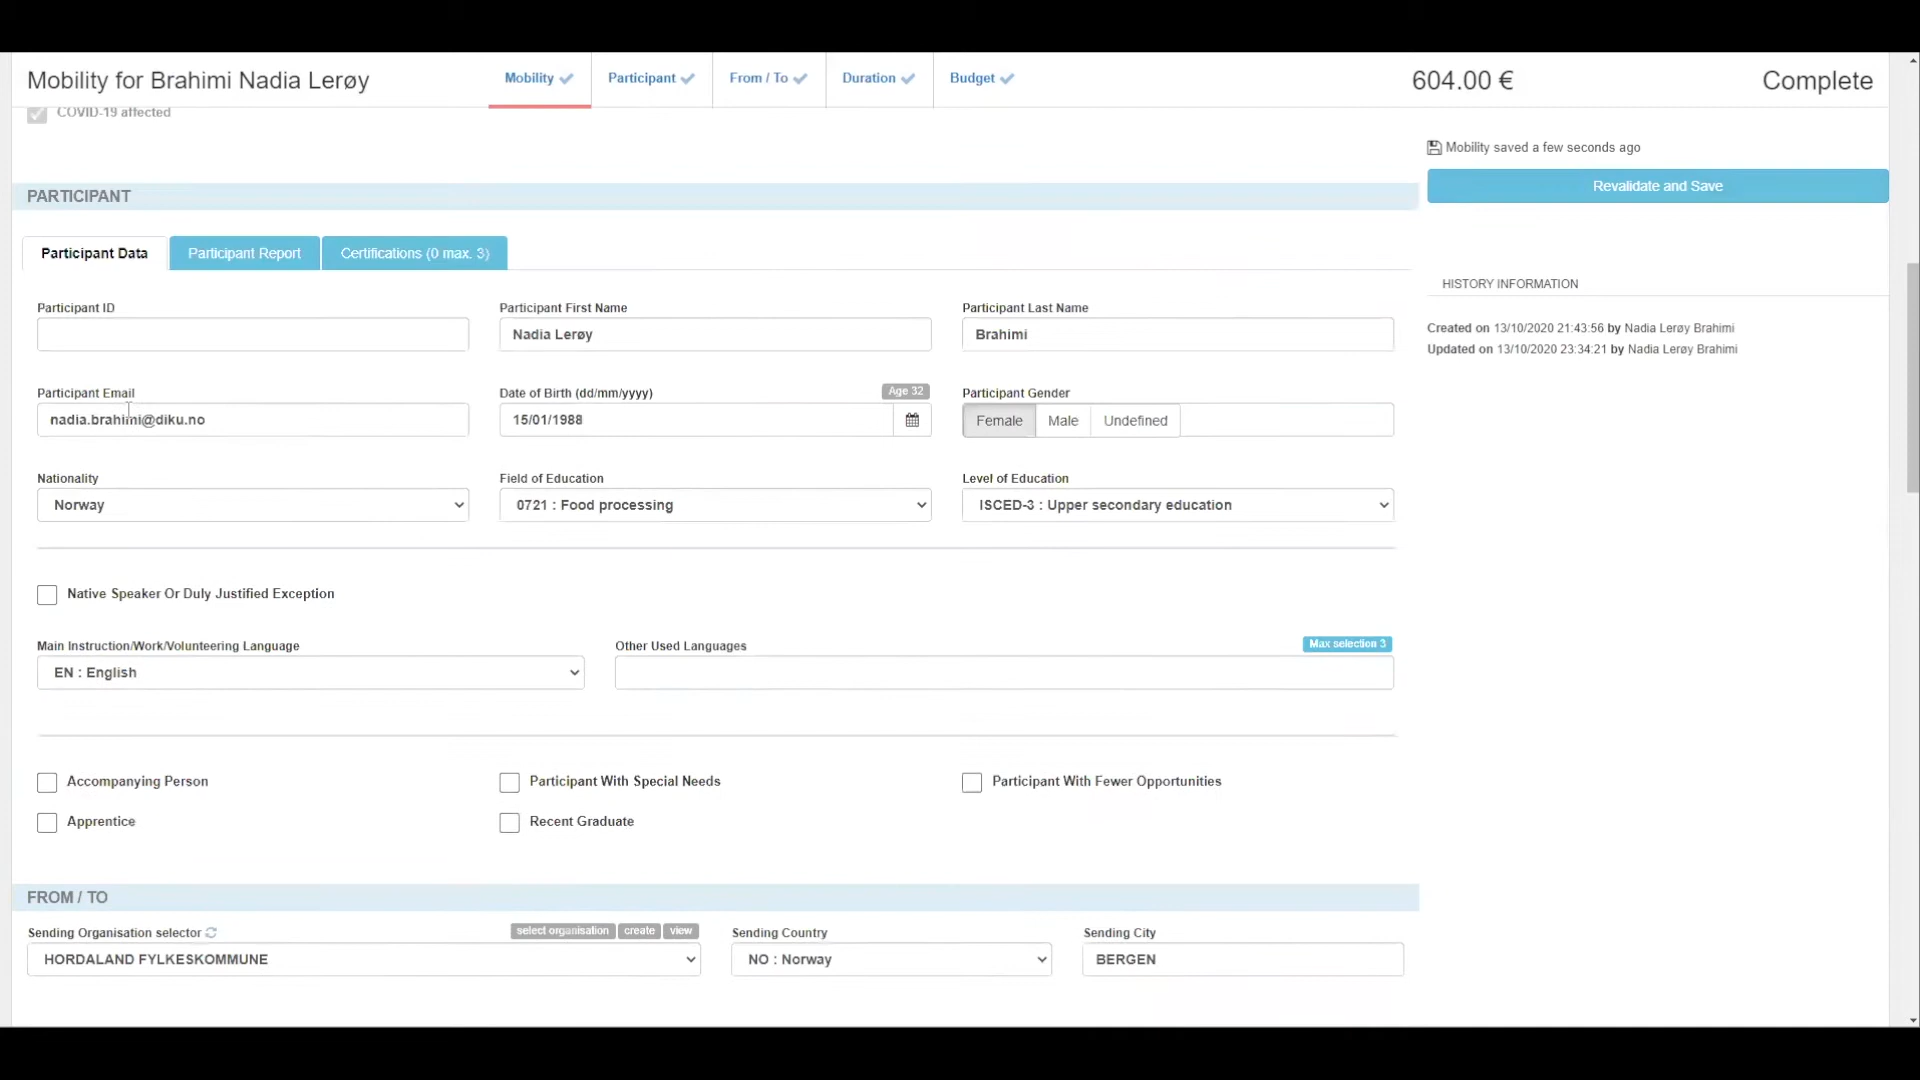 Mobility for Brahimi Nadia Lerøy
Mobility
Participant
From / To
Duration
Budget
604.00 €
Complete
COVID-19 affected
Mobility saved a few seconds ago
Revalidate and Save
PARTICIPANT
Participant Data
Participant Report
Certifications (0 max. 3)
HISTORY INFORMATION
Created on 13/10/2020 21:43:56 by Nadia Lerøy Brahimi
Updated on 13/10/2020 23:34:21 by Nadia Lerøy Brahimi
Participant ID
Participant First Name
Participant Last Name
Nadia Lerøy
Brahimi
Participant Email
Date of Birth (dd/mm/yyyy)
Age 32
Participant Gender
nadia.brahimi@diku.no
15/01/1988
Female
Male
Undefined
Nationality
Field of Education
Level of Education
Norway
0721 : Food processing
ISCED-3 : Upper secondary education
Native Speaker Or Duly Justified Exception
Main Instruction/Work/Volunteering Language
Other Used Languages
Max selection 3
EN : English
Accompanying Person
Participant With Special Needs
Participant With Fewer Opportunities
Apprentice
Recent Graduate
FROM / TO
Sending Organisation selector
select organisation
create
view
Sending Country
Sending City
HORDALAND FYLKESKOMMUNE
NO : Norway
BERGEN